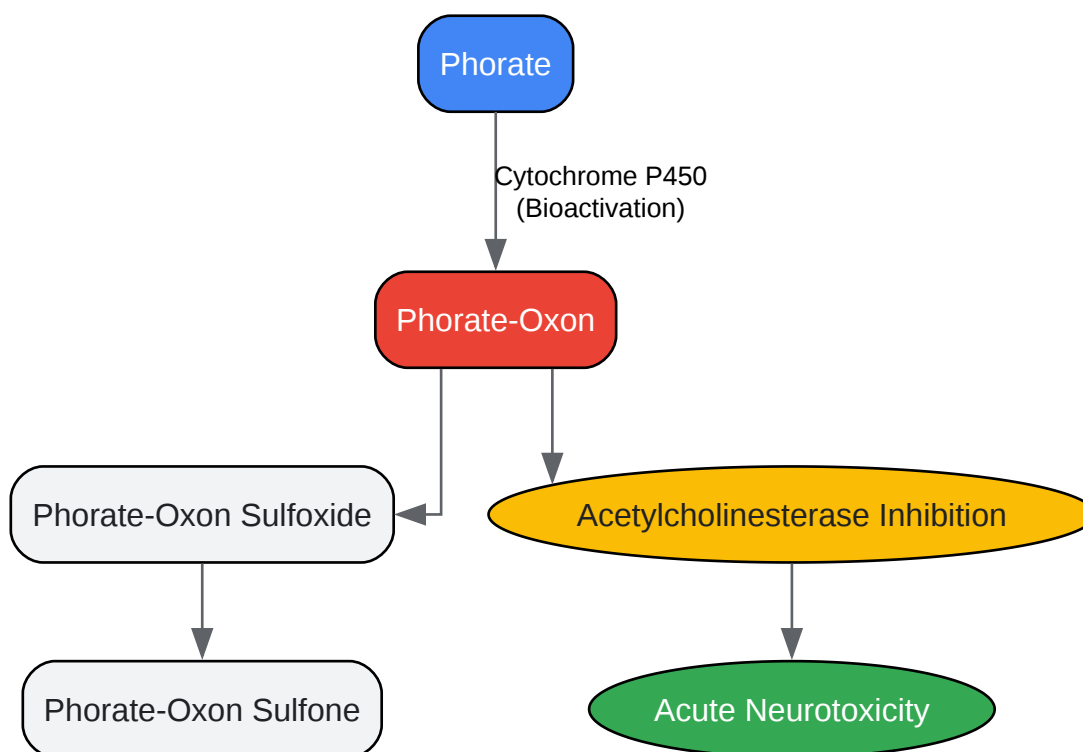 Phorate
Cytochrome P450
(Bioactivation)
Phorate-Oxon
Phorate-Oxon Sulfoxide
Acetylcholinesterase Inhibition
Phorate-Oxon Sulfone
Acute Neurotoxicity